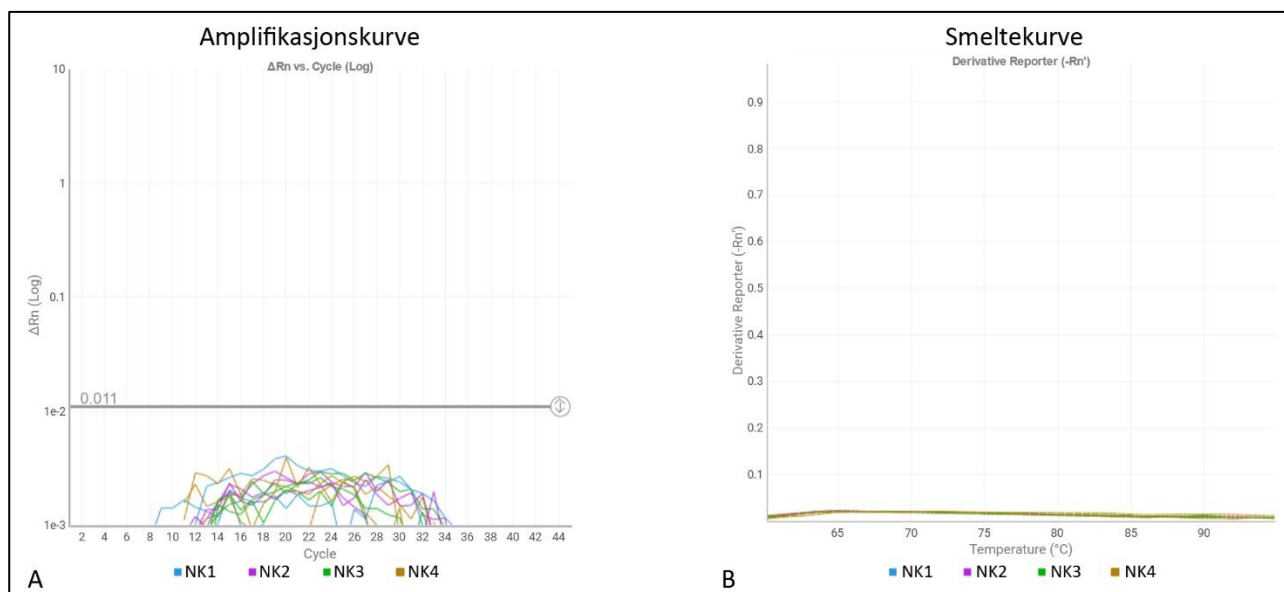 Amplifikasjonskurve
ΔRn vs. Cycle (Log)
10
1
0.1
0.011
1e-2
1e-3
ΔRn (Log)
2 4 6 8 10 12 14 16 18 20 22 24 26 28 30 32 34 36 38 40 42 44
Cycle
NK1 NK2 NK3 NK4
A
Smeltekurve
Derivative Reporter (-Rn')
0.9
0.8
0.7
0.6
0.5
0.4
0.3
0.2
0.1
Derivative Reporter (-Rn')
65 70 75 80 85 90
Temperature (°C)
NK1 NK2 NK3 NK4
B